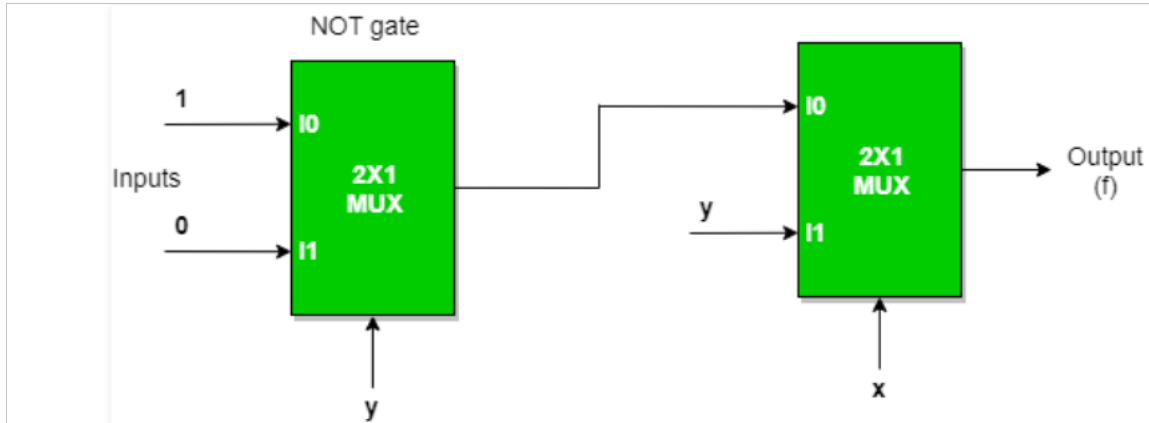 NOT gate
1
I0
Inputs
2X1
MUX
0
I1
y
I0
2X1
MUX
y
I1
x
Output
(f)